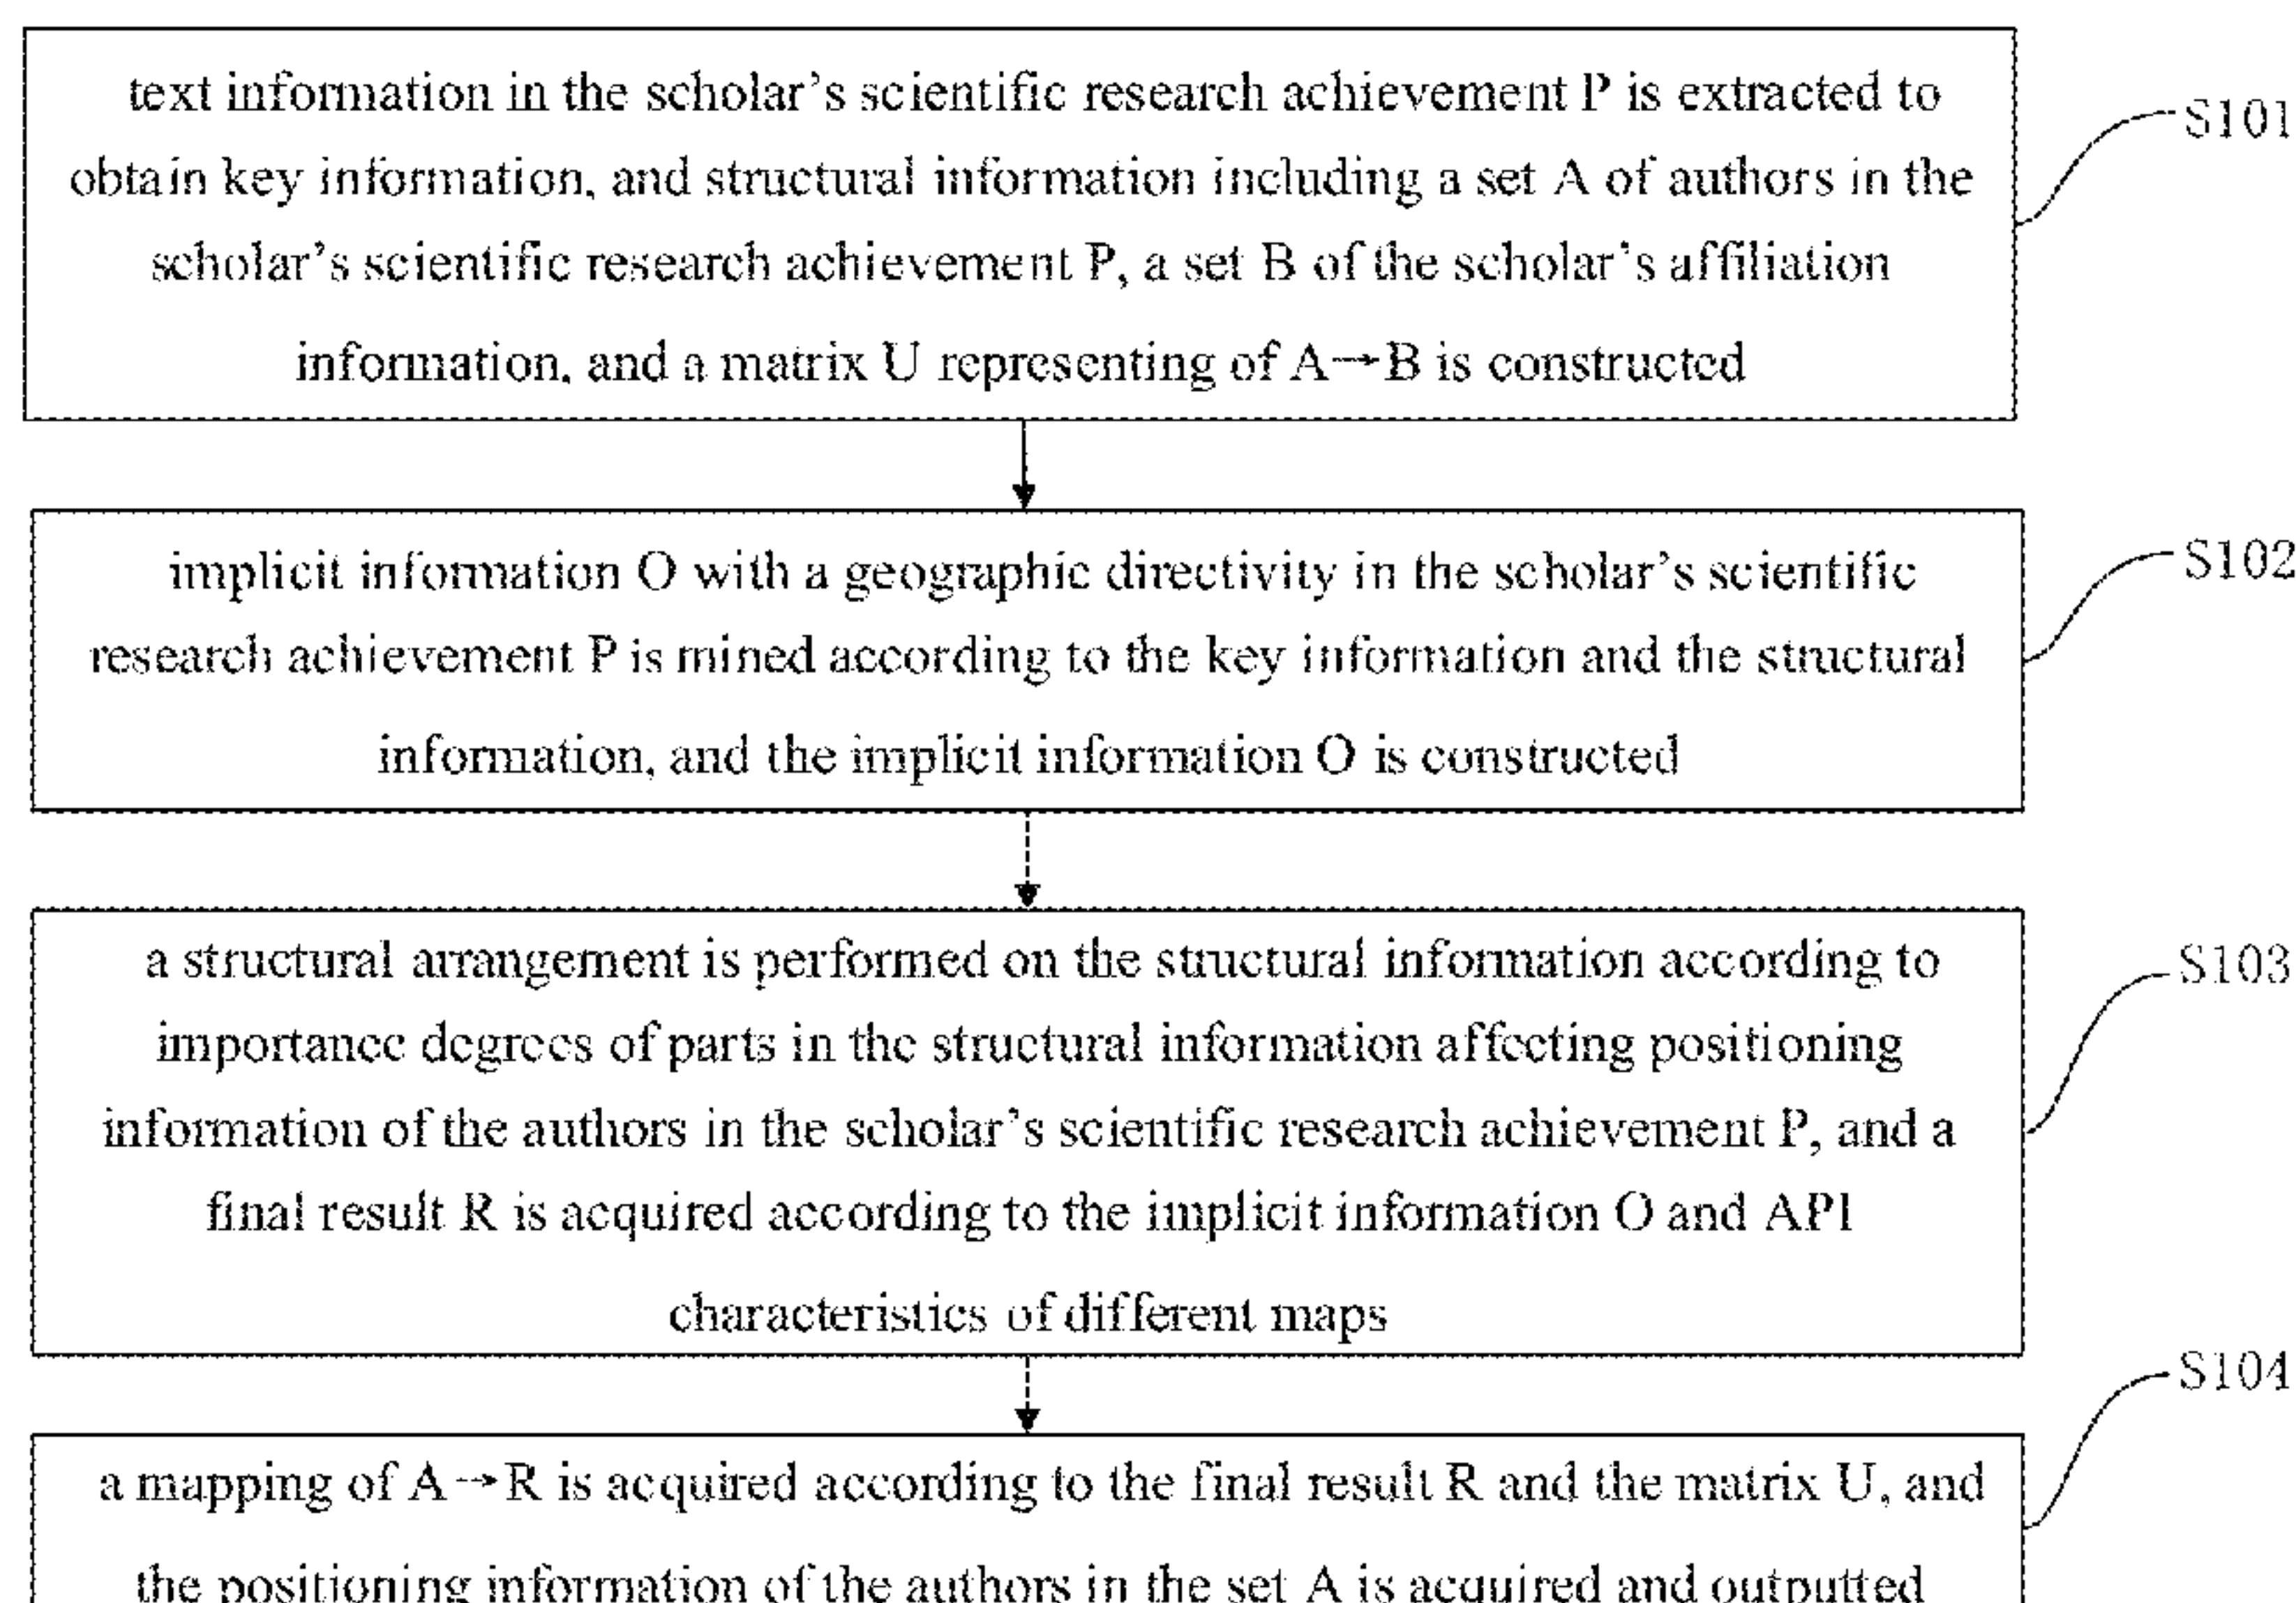 text information in the scholar's scientific research achievement P is extracted to
obtain key information, and structural information including a set A of authors in the
scholar's scientific research achievement P, a set B of the scholar's affiliation
information, and a matrix U representing of A→B is constructed
S101
implicit information O with a geographic directivity in the scholar's scientific
research achievement P is mined according to the key information and the structural
information, and the implicit information O is constructed
S102
a structural arrangement is performed on the structural information according to
importance degrees of parts in the structural information affecting positioning
information of the authors in the scholar's scientific research achievement P, and a
final result R is acquired according to the implicit information O and API
characteristics of different maps
S103
a mapping of A→R is acquired according to the final result R and the matrix U, and
the positioning information of the authors in the set A is acquired and outputted
S104